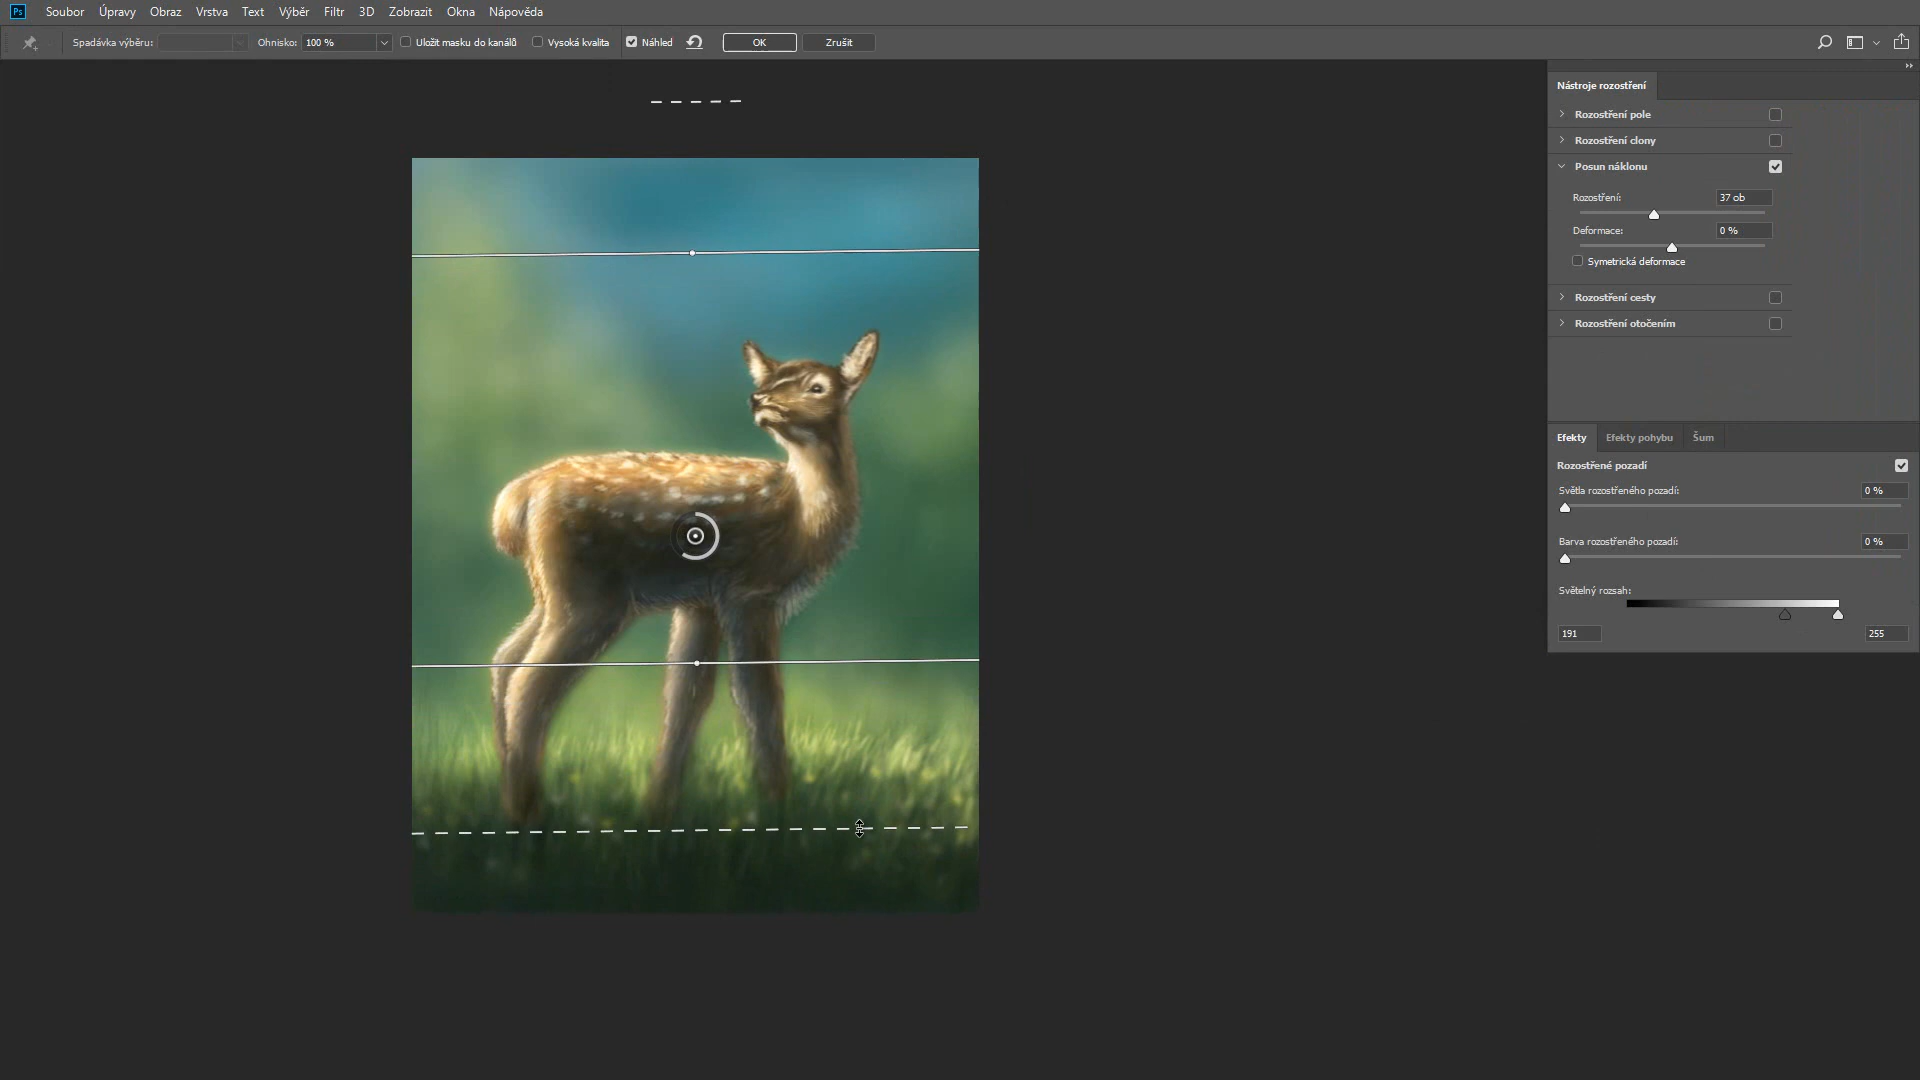 Ps Soubor Úpravy Obraz Vrstva Text Výběr Filtr 3D Zobrazit Okna Nápověda
Spadávka výběru: Ohnisko: 100 % Uložit masku do kanálů Vysoká kvalita Náhled OK Zrušit
Nástroje rozostření
Rozostření pole
Rozostření clony
Posun náklonu
Rozostření: 37 ob
Deformace: 0 %
Symetrická deformace
Rozostření cesty
Rozostření otočením
Efekty Efekty pohybu Šum
Rozostřené pozadí
Světla rozostřeného pozadí: 0 %
Barva rozostřeného pozadí: 0 %
Světelný rozsah:
191 255